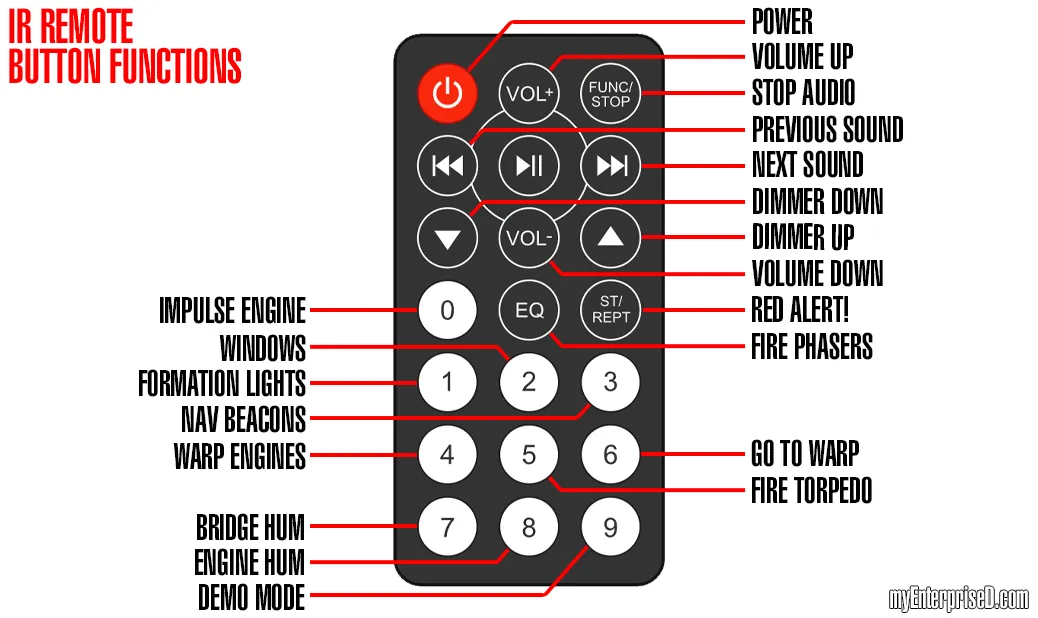 IR REMOTE
BUTTON FUNCTIONS
POWER
VOLUME UP
STOP AUDIO
PREVIOUS SOUND
NEXT SOUND
DIMMER DOWN
DIMMER UP
VOLUME DOWN
RED ALERT!
FIRE PHASERS
GO TO WARP
FIRE TORPEDO
IMPULSE ENGINE
WINDOWS
FORMATION LIGHTS
NAV BEACONS
WARP ENGINES
BRIDGE HUM
ENGINE HUM
DEMO MODE
VOL+
FUNC/
STOP
VOL-
0
EQ
ST/
REPT
1 2 3
4 5 6
7 8 9
myEnterpriseD.com